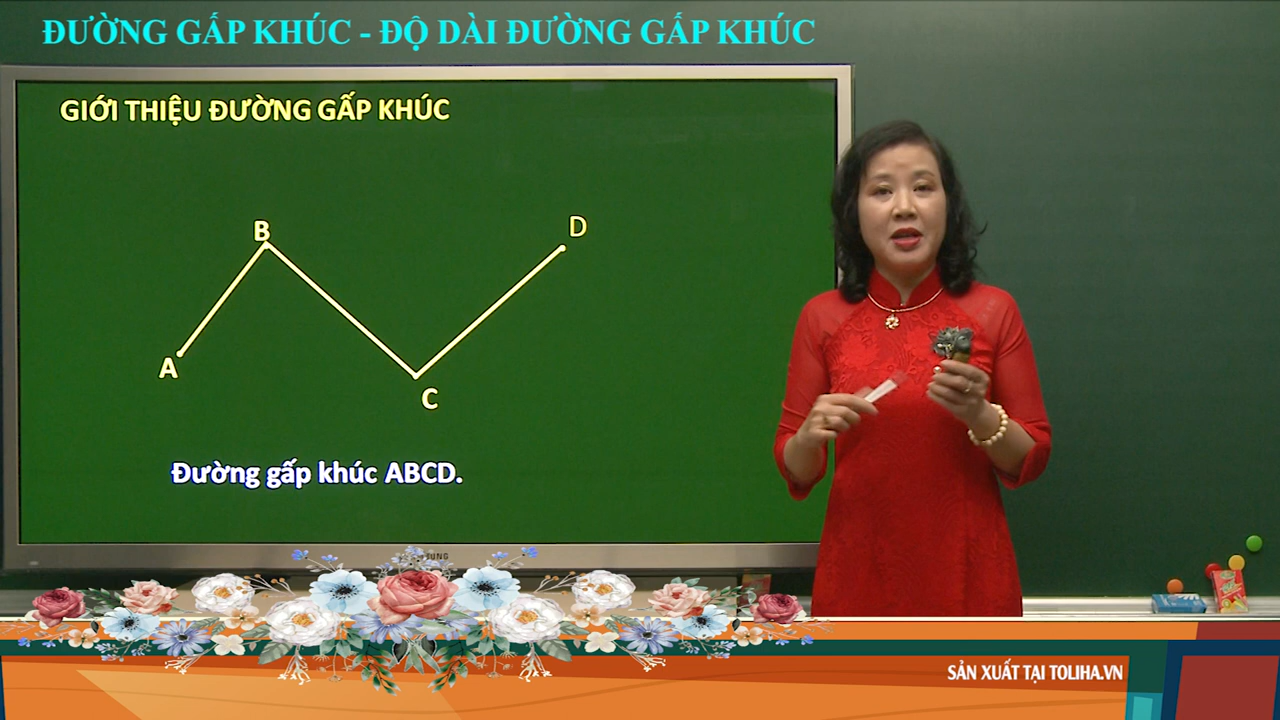 ĐƯỜNG GẤP KHÚC - ĐỘ DÀI ĐƯỜNG GẤP KHÚC
GIỚI THIỆU ĐƯỜNG GẤP KHÚC
B
D
A
C
Đường gấp khúc ABCD.
SẢN XUẤT TẠI TOLIHA.VN